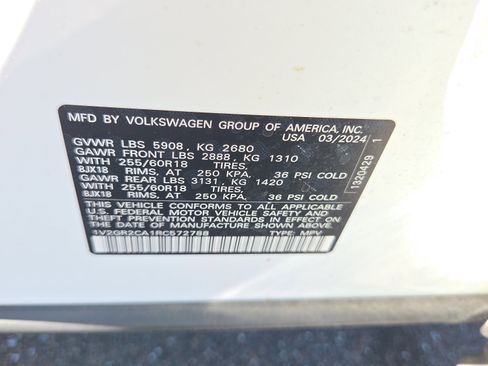 MFD BY VOLKSWAGEN GROUP OF AMERICA, INC.
USA 03/2024
GVWR LBS 5908, KG 2680
GAWR FRONT LBS 2888, KG 1310
WITH 255/60R18 TIRES,
8JX18 RIMS, AT 250 KPA, 36 PSI COLD
GAWR REAR LBS 3131, KG 1420
WITH 255/60R18 TIRES,
8JX18 RIMS, AT 250 KPA, 36 PSI COLD
THIS VEHICLE CONFORMS TO ALL APPLICABLE
U.S. FEDERAL MOTOR VEHICLE SAFETY AND
THEFT PREVENTION STANDARDS IN EFFECT ON
THE DATE OF MANUFACTURE SHOWN ABOVE.
1V2GR2CA1RC572788 TYPE: MPV
1320429 1